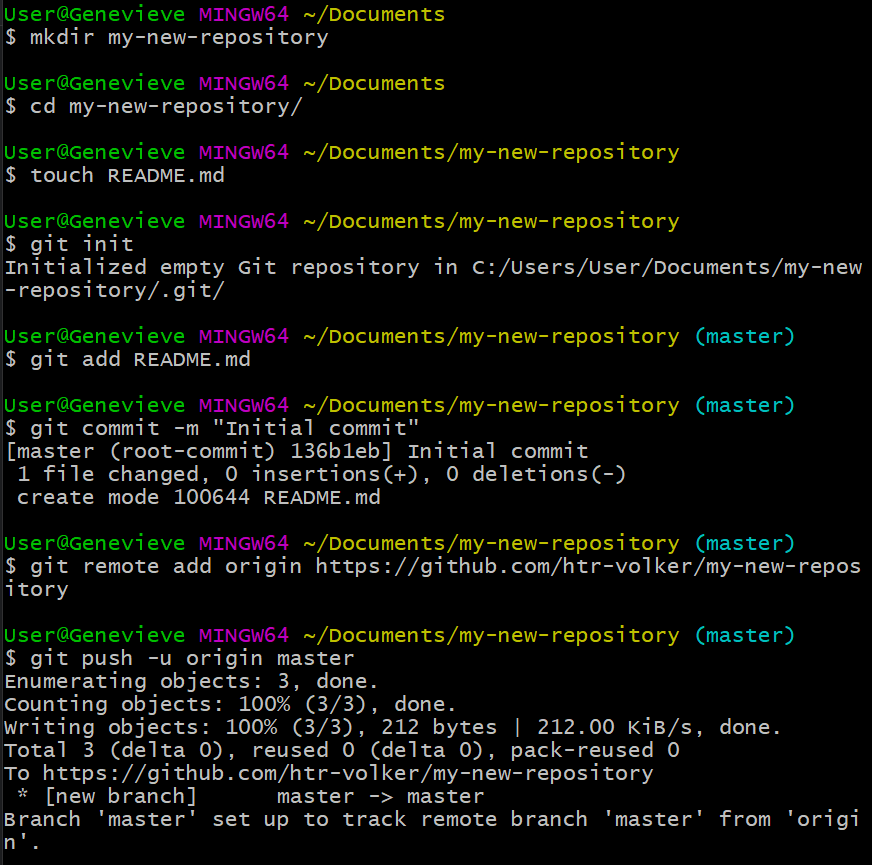 User@Genevieve MINGW64 ~/Documents
$ mkdir my-new-repository
User@Genevieve MINGW64 ~/Documents
$ cd my-new-repository/
User@Genevieve MINGW64 ~/Documents/my-new-repository
$ touch README.md
User@Genevieve MINGW64 ~/Documents/my-new-repository
$ git init
Initialized empty Git repository in C:/Users/User/Documents/my-new
-repository/.git/
User@Genevieve MINGW64 ~/Documents/my-new-repository (master)
$ git add README.md
User@Genevieve MINGW64 ~/Documents/my-new-repository (master)
$ git commit -m "Initial commit"
[master (root-commit) 136b1eb] Initial commit
 1 file changed, 0 insertions(+), 0 deletions(-)
 create mode 100644 README.md
User@Genevieve MINGW64 ~/Documents/my-new-repository (master)
$ git remote add origin https://github.com/htr-volker/my-new-repos
itory
User@Genevieve MINGW64 ~/Documents/my-new-repository (master)
$ git push -u origin master
Enumerating objects: 3, done.
Counting objects: 100% (3/3), done.
Writing objects: 100% (3/3), 212 bytes | 212.00 KiB/s, done.
Total 3 (delta 0), reused 0 (delta 0), pack-reused 0
To https://github.com/htr-volker/my-new-repository
 * [new branch]      master -> master
Branch 'master' set up to track remote branch 'master' from 'origi
n'.